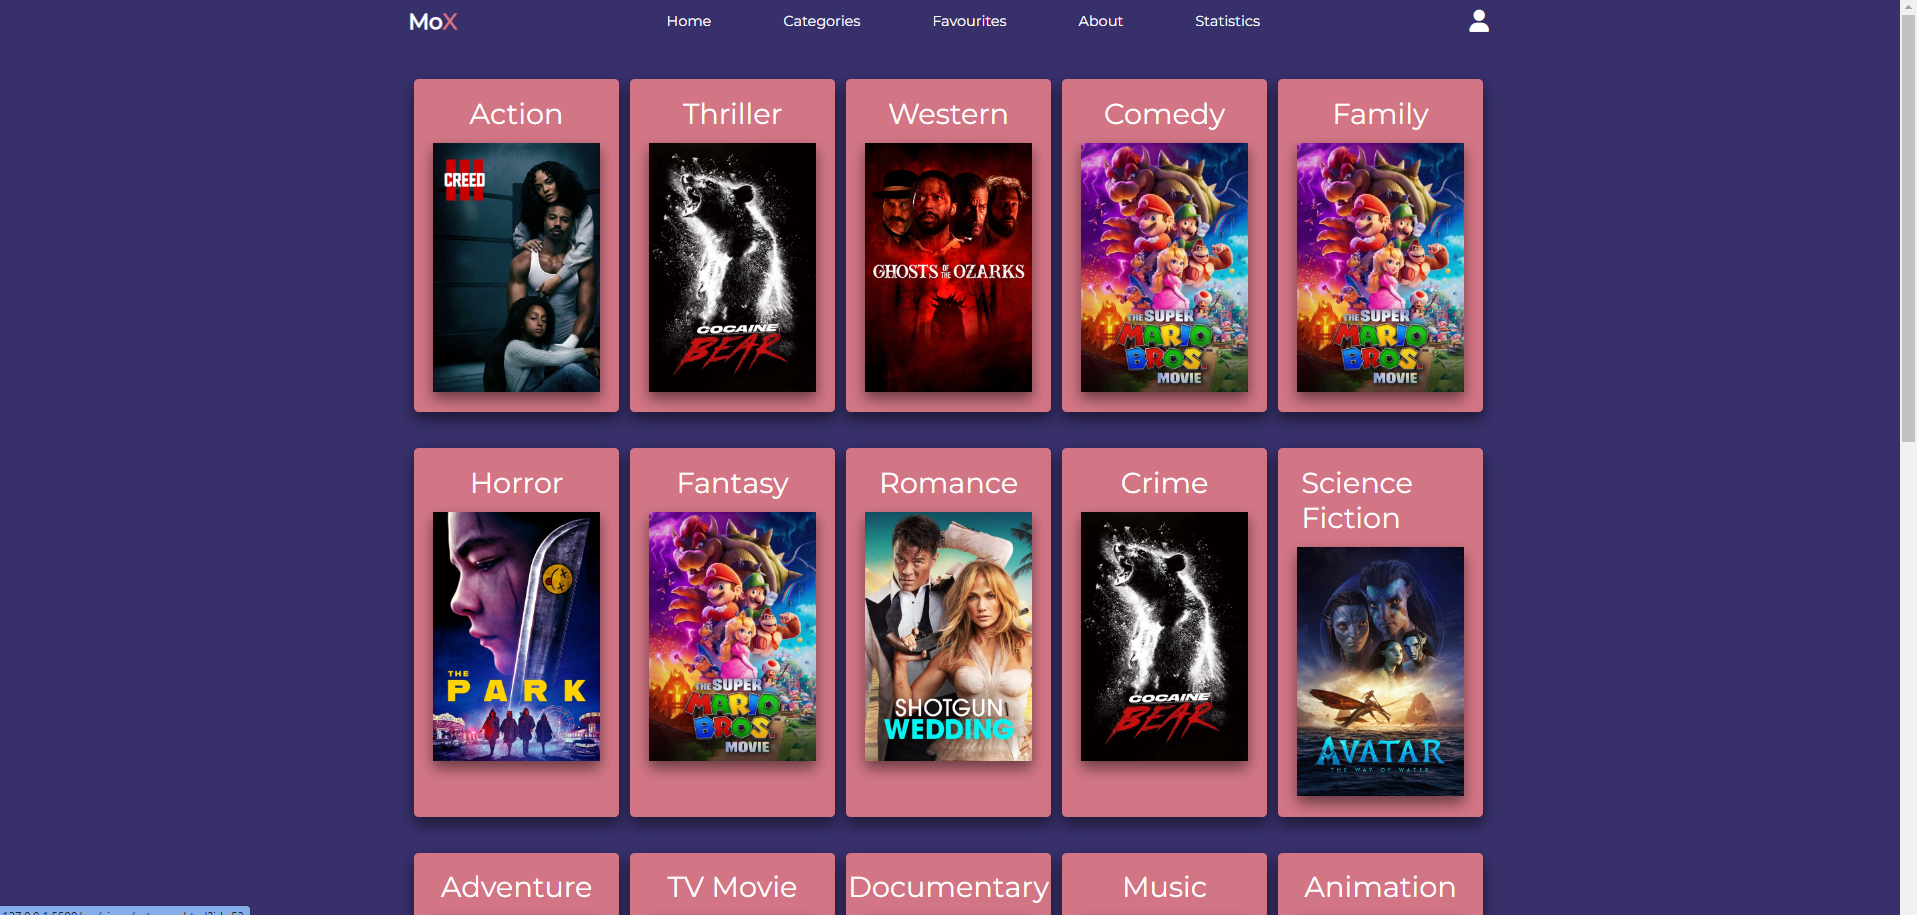 MoX
Home
Categories
Favourites
About
Statistics
Action
Thriller
Western
Comedy
Family
CREED
III
COCAINE
BEAR
GHOSTS OF THE OZARKS
THE SUPER
MARIO
BROS.
MOVIE
THE SUPER
MARIO
BROS.
MOVIE
Horror
Fantasy
Romance
Crime
Science
Fiction
THE
PARK
THE SUPER
MARIO
BROS.
MOVIE
SHOTGUN
WEDDING
COCAINE
BEAR
AVATAR
THE WAY OF WATER
Adventure
TV Movie
Documentary
Music
Animation